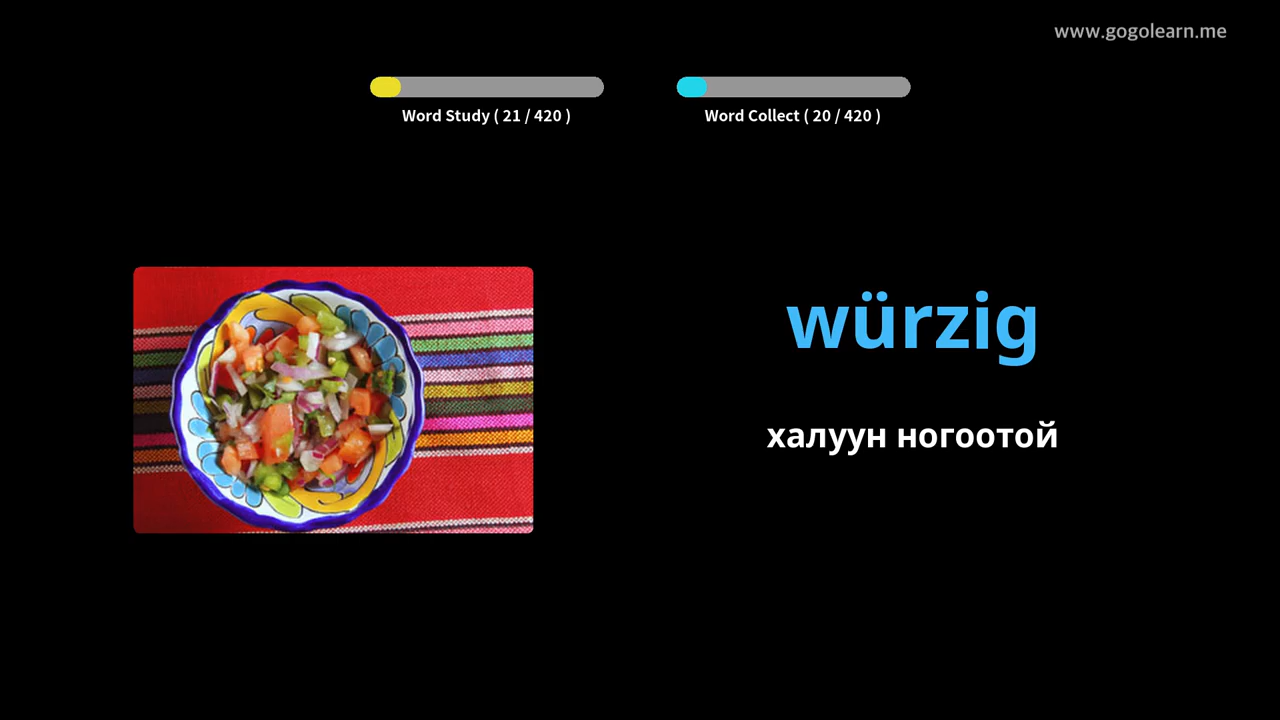 www.gogolearn.me
Word Study ( 21 / 420 )
Word Collect ( 20 / 420 )
würzig
халуун ногоотой